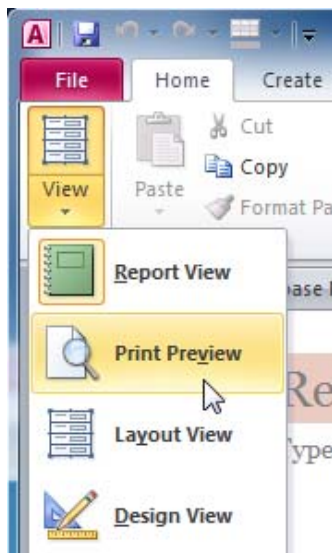 A
File Home Create
View
Paste
Cut
Copy
Format Pa
Report View
Print Preview
Layout View
Design View
ase
Re
Type